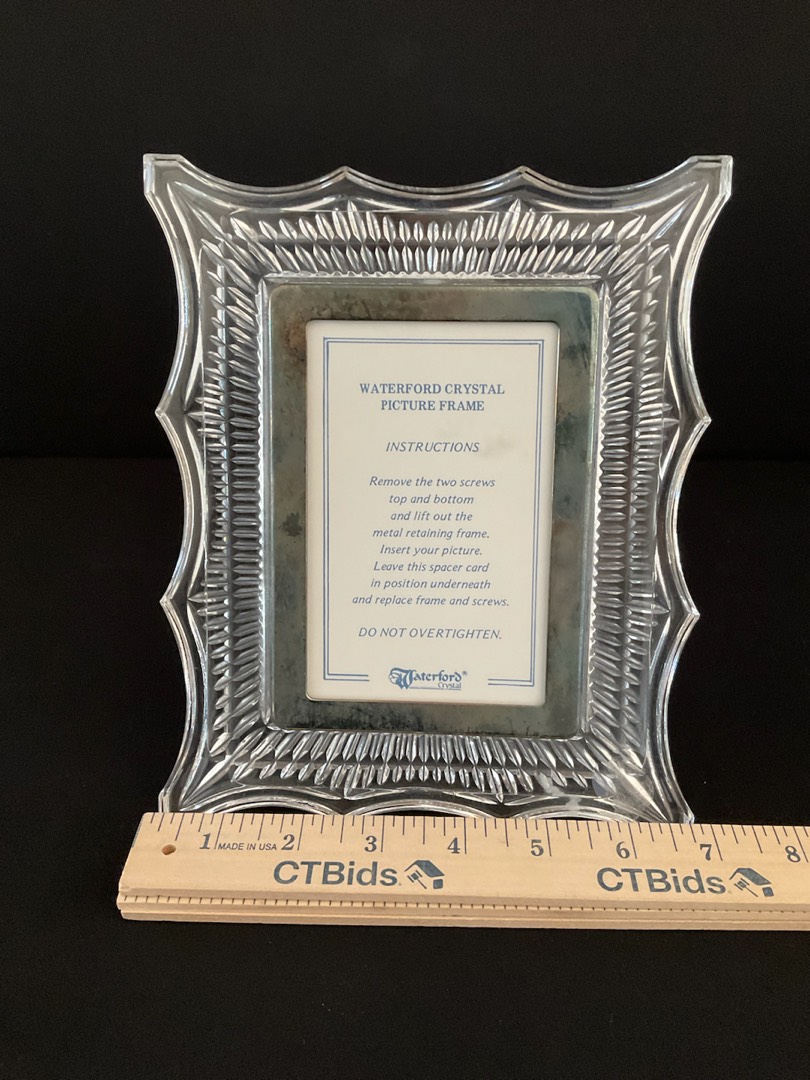 WATERFORD CRYSTAL
PICTURE FRAME
INSTRUCTIONS
Remove the two screws
top and bottom
and lift out the
metal retaining frame.
Insert your picture.
Leave this spacer card
in position underneath
and replace frame and screws.
DO NOT OVERTIGHTEN.
Waterford®
Crystal
1 MADE IN USA 2 3 4 5 6 7 8
CTBids CTBids